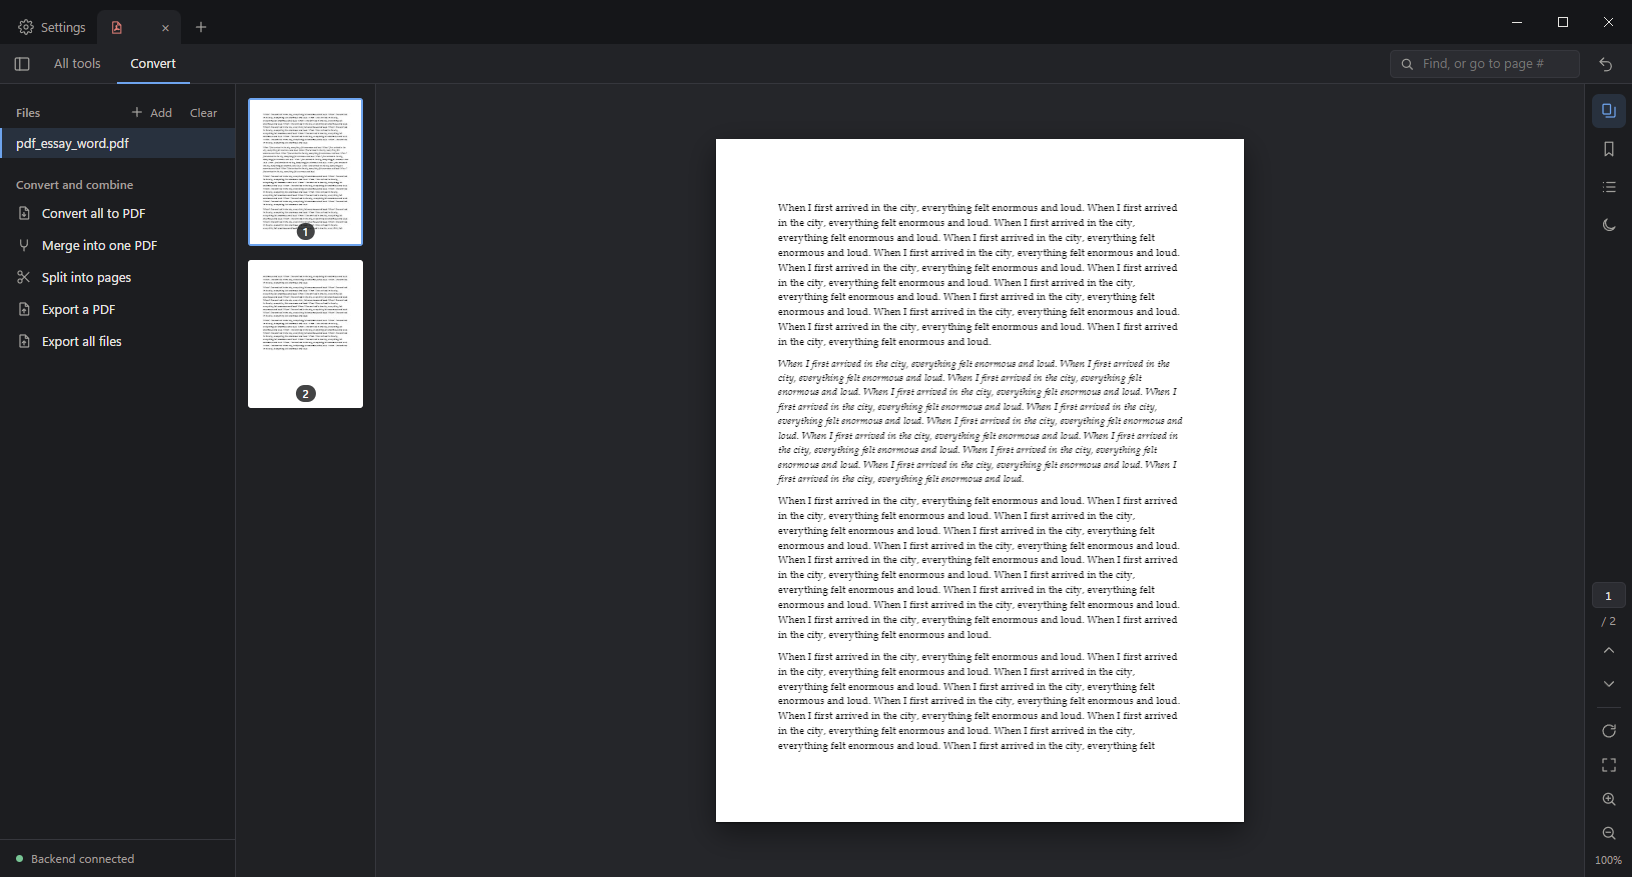 Settings
All tools
Convert
Find, or go to page #
Files
Add
Clear
pdf_essay_word.pdf
Convert and combine
Convert all to PDF
Merge into one PDF
Split into pages
Export a PDF
Export all files
Backend connected
1
2
When I first arrived in the city, everything felt enormous and loud. When I first arrived
in the city, everything felt enormous and loud. When I first arrived in the city,
everything felt enormous and loud. When I first arrived in the city, everything felt
enormous and loud. When I first arrived in the city, everything felt enormous and loud.
When I first arrived in the city, everything felt enormous and loud. When I first arrived
in the city, everything felt enormous and loud. When I first arrived in the city,
everything felt enormous and loud. When I first arrived in the city, everything felt
enormous and loud. When I first arrived in the city, everything felt enormous and loud.
When I first arrived in the city, everything felt enormous and loud. When I first arrived
in the city, everything felt enormous and loud.
When I first arrived in the city, everything felt enormous and loud. When I first arrived in the
city, everything felt enormous and loud. When I first arrived in the city, everything felt
enormous and loud. When I first arrived in the city, everything felt enormous and loud. When I
first arrived in the city, everything felt enormous and loud. When I first arrived in the city,
everything felt enormous and loud. When I first arrived in the city, everything felt enormous and
loud. When I first arrived in the city, everything felt enormous and loud. When I first arrived in
the city, everything felt enormous and loud. When I first arrived in the city, everything felt
enormous and loud. When I first arrived in the city, everything felt enormous and loud. When I
first arrived in the city, everything felt enormous and loud.
When I first arrived in the city, everything felt enormous and loud. When I first arrived
in the city, everything felt enormous and loud. When I first arrived in the city,
everything felt enormous and loud. When I first arrived in the city, everything felt
enormous and loud. When I first arrived in the city, everything felt enormous and loud.
When I first arrived in the city, everything felt enormous and loud. When I first arrived
in the city, everything felt enormous and loud. When I first arrived in the city,
everything felt enormous and loud. When I first arrived in the city, everything felt
enormous and loud. When I first arrived in the city, everything felt enormous and loud.
When I first arrived in the city, everything felt enormous and loud. When I first arrived
in the city, everything felt enormous and loud.
When I first arrived in the city, everything felt enormous and loud. When I first arrived
in the city, everything felt enormous and loud. When I first arrived in the city,
everything felt enormous and loud. When I first arrived in the city, everything felt
enormous and loud. When I first arrived in the city, everything felt enormous and loud.
When I first arrived in the city, everything felt enormous and loud. When I first arrived
in the city, everything felt enormous and loud. When I first arrived in the city,
everything felt enormous and loud. When I first arrived in the city, everything felt
1
/ 2
100%